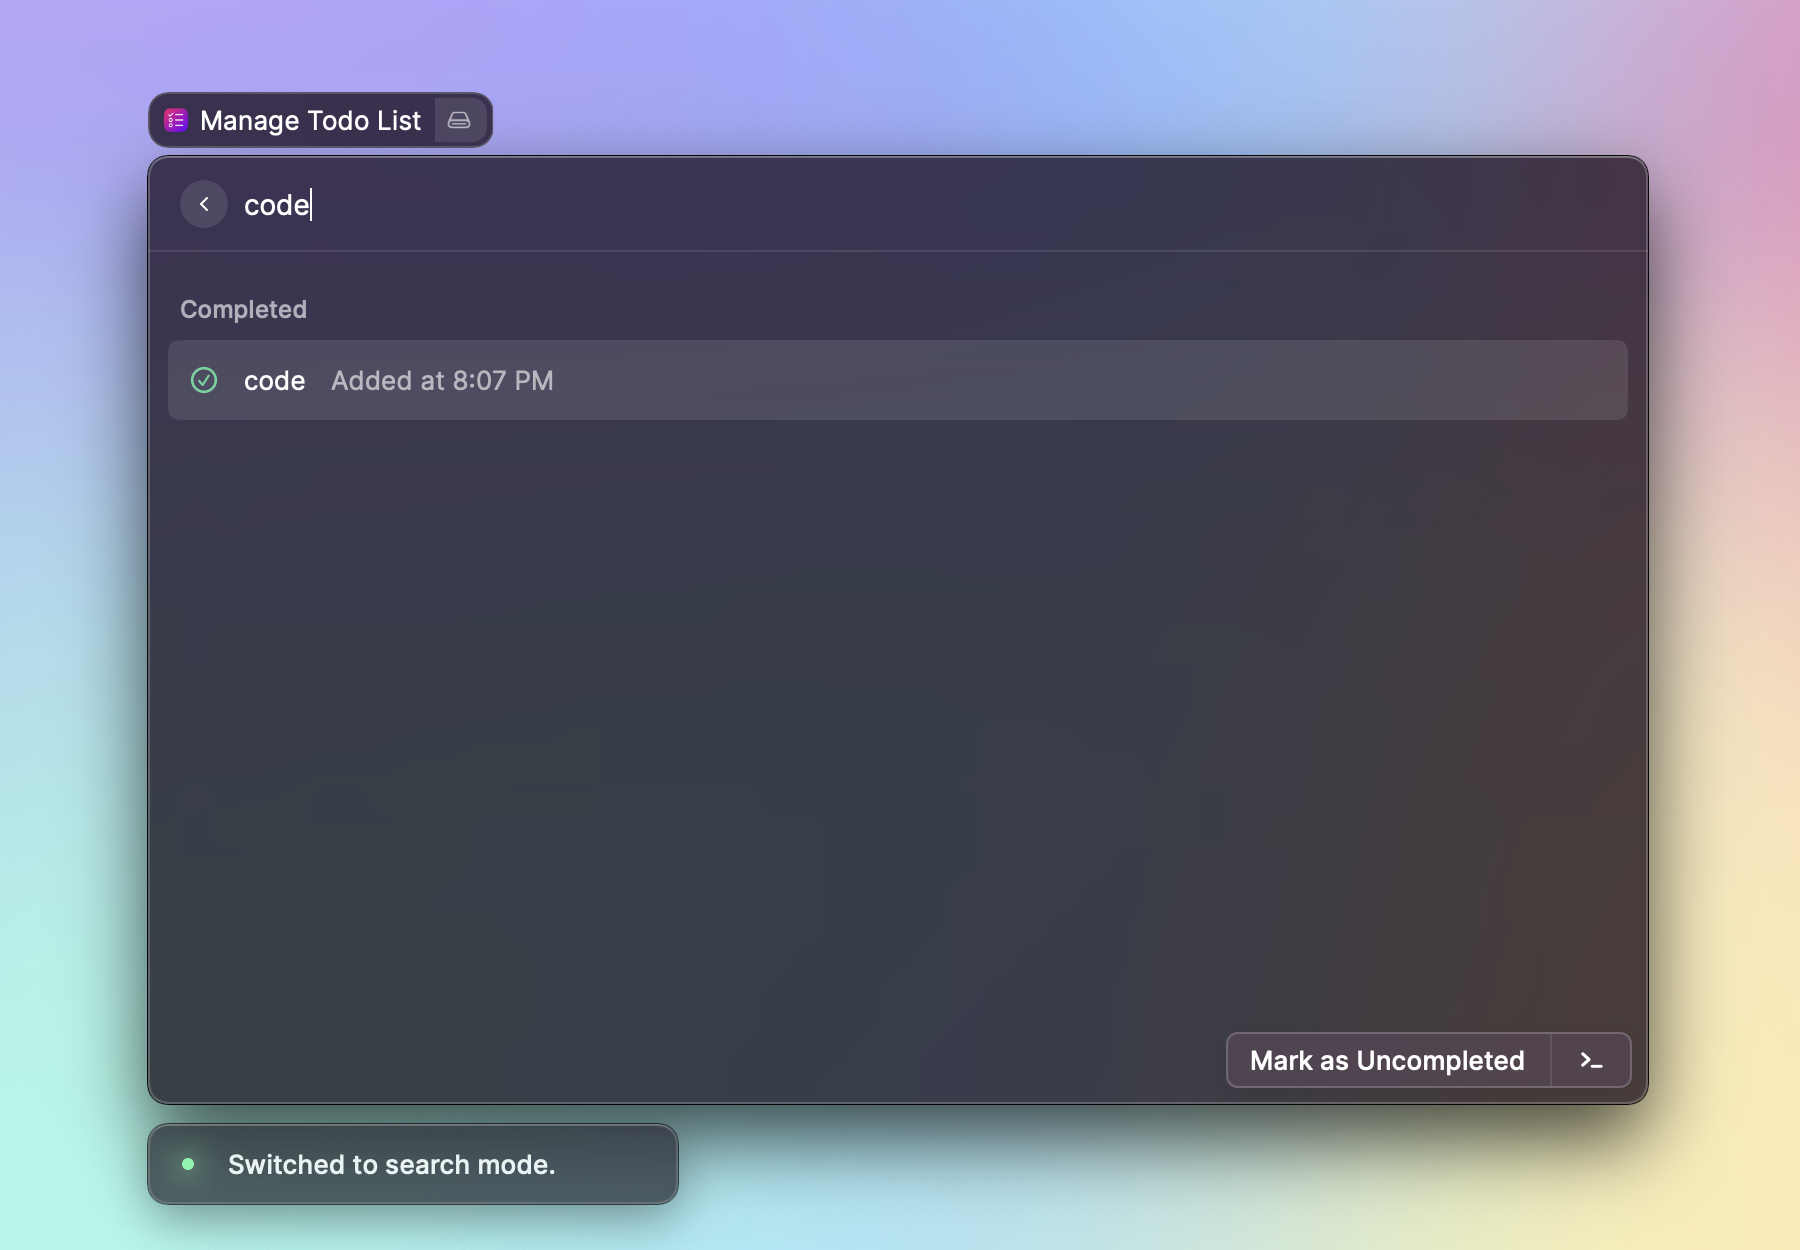 Manage Todo List
code
Completed
code Added at 8:07 PM
Mark as Uncompleted
Switched to search mode.